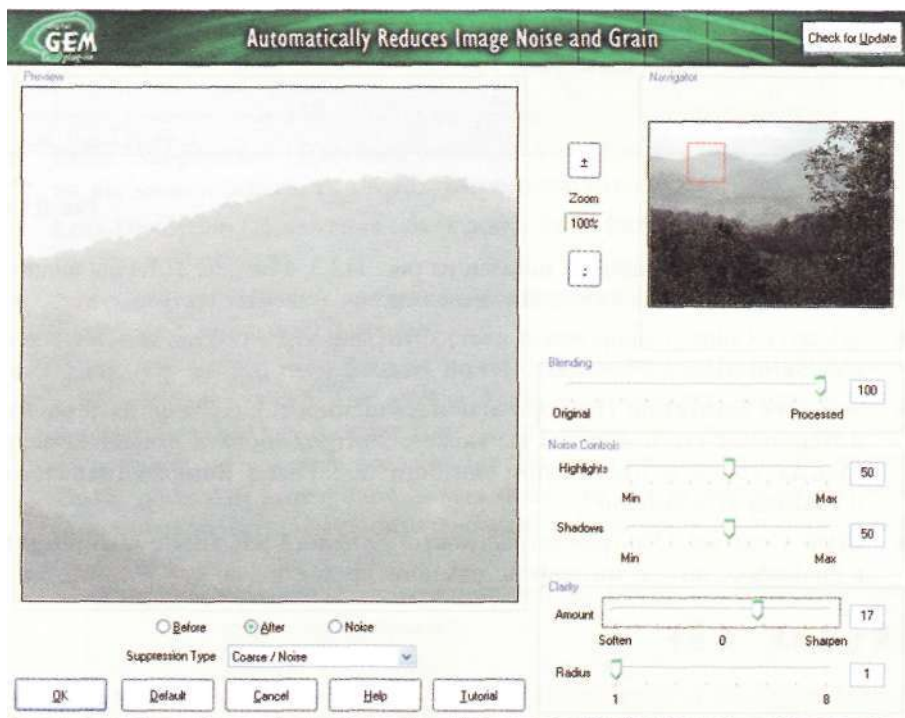 GEM
Automatically Reduces Image Noise and Grain
Check for Update
Preview
Navigator
±
Zoom
100%
Blending
100
Original Processed
Noise Controls
Highlights 50
Min Max
Shadows 50
Min Max
Clarity
Amount 17
Soften 0 Sharpen
Radius 1
1 8
Before After Noise
Suppression Type Coarse / Noise
OK Default Cancel Help Tutorial